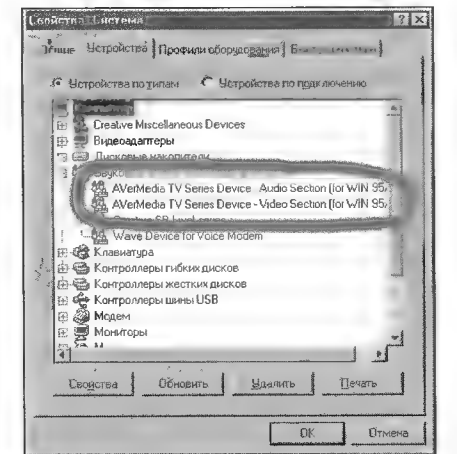 Свойства: Система
Устройства Профили оборудования
Устройства по типам Устройства по подключению
Creative Miscellaneous Devices
Видеоадаптеры
Дисковые накопители
AVerMedia TV Series Device - Audio Section (for WIN 95,
AVerMedia TV Series Device - Video Section (for WIN 95,
Wave Device for Voice Modem
Клавиатура
Контроллеры гибких дисков
Контроллеры жестких дисков
Контроллеры шины USB
Модем
Мониторы
Свойства Обновить Удалить Печать
OK Отмена